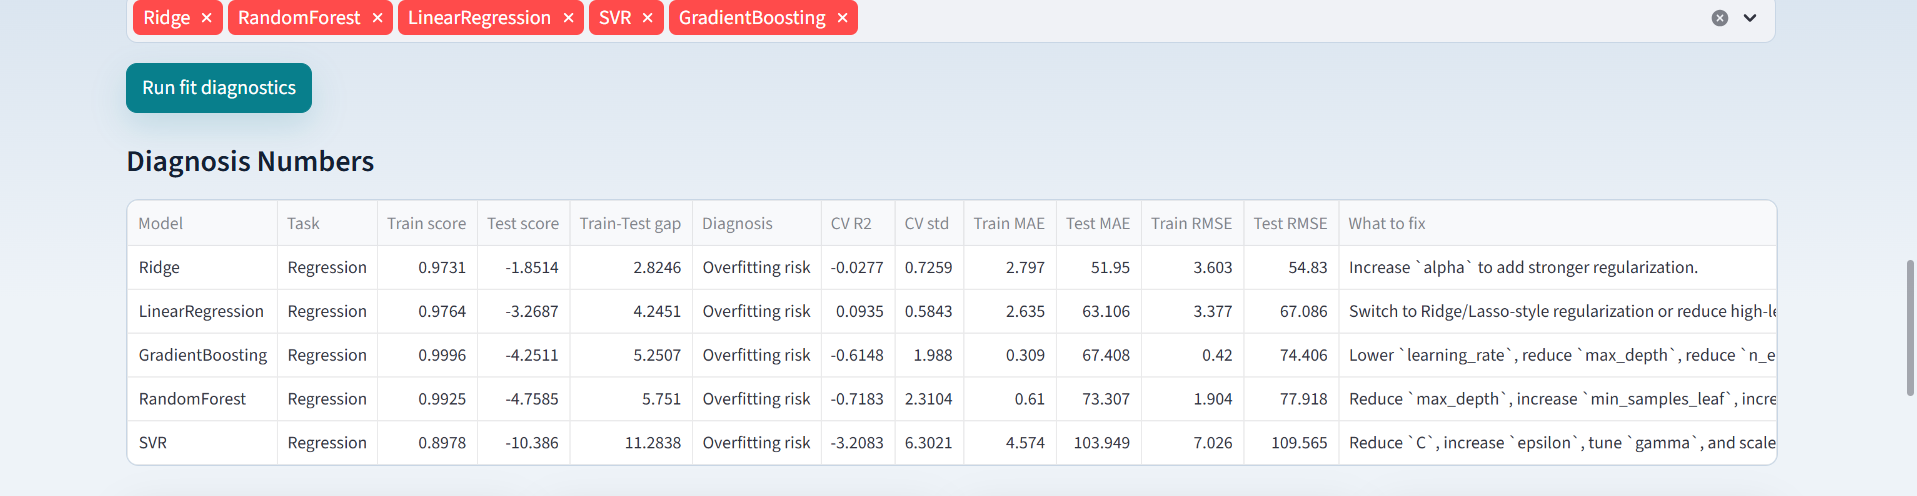 Ridge × RandomForest × LinearRegression × SVR × GradientBoosting ×
Run fit diagnostics
Diagnosis Numbers
Model Task Train score Test score Train-Test gap Diagnosis CV R2 CV std Train MAE Test MAE Train RMSE Test RMSE What to fix
Ridge Regression 0.9731 -1.8514 2.8246 Overfitting risk -0.0277 0.7259 2.797 51.95 3.603 54.83 Increase `alpha` to add stronger regularization.
LinearRegression Regression 0.9764 -3.2687 4.2451 Overfitting risk 0.0935 0.5843 2.635 63.106 3.377 67.086 Switch to Ridge/Lasso-style regularization or reduce high-le
GradientBoosting Regression 0.9996 -4.2511 5.2507 Overfitting risk -0.6148 1.988 0.309 67.408 0.42 74.406 Lower `learning_rate`, reduce `max_depth`, reduce `n_e
RandomForest Regression 0.9925 -4.7585 5.751 Overfitting risk -0.7183 2.3104 0.61 73.307 1.904 77.918 Reduce `max_depth`, increase `min_samples_leaf`, incre
SVR Regression 0.8978 -10.386 11.2838 Overfitting risk -3.2083 6.3021 4.574 103.949 7.026 109.565 Reduce `C`, increase `epsilon`, tune `gamma`, and scale